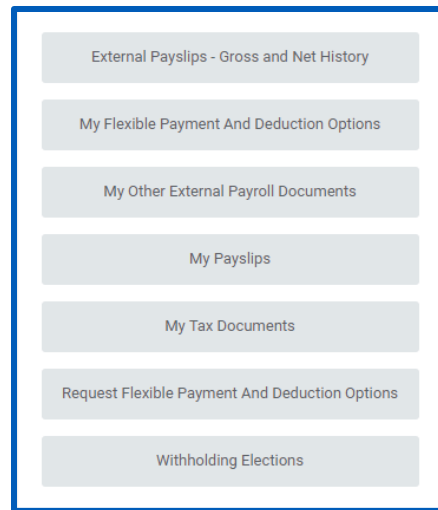 External Payslips - Gross and Net History
My Flexible Payment And Deduction Options
My Other External Payroll Documents
My Payslips
My Tax Documents
Request Flexible Payment And Deduction Options
Withholding Elections